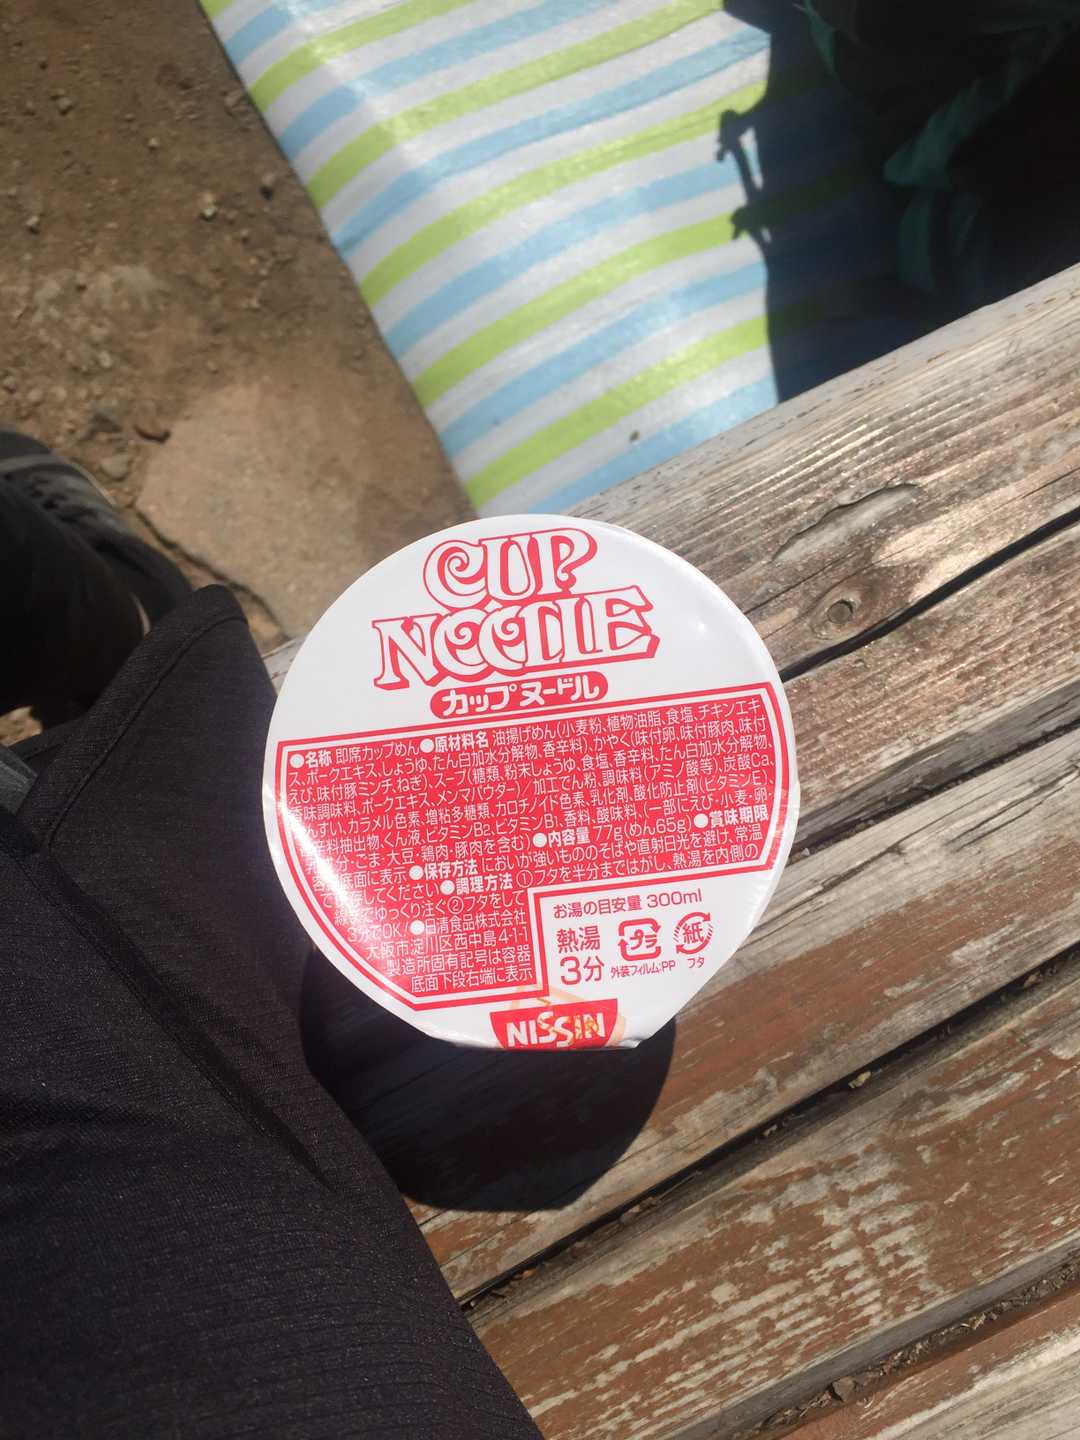 CUP
NOODLE
カップヌードル
●名称 即席カップめん●原材料名 油揚げめん(小麦粉、植物油脂、食塩、チキンエキ
ス、ポークエキス、しょうゆ、たん白加水分解物、香辛料)、かやく(味付卵、味付豚肉、味付
えび、味付豚ミンチ、ねぎ)、スープ(糖類、粉末しょうゆ、食塩、香辛料、たん白加水分解物、
香味調味料、ポークエキス、メンマパウダー)/加工でん粉、調味料(アミノ酸等)、炭酸Ca、
かんすい、カラメル色素、増粘多糖類、カロチノイド色素、乳化剤、酸化防止剤(ビタミンE)、
香辛料抽出物、くん液、ビタミンB2、ビタミンB1、香料、酸味料、(一部にえび・小麦・卵・
乳成分・ごま・大豆・鶏肉・豚肉を含む)●内容量 77g(めん65g)●賞味期限
容器底面に表示●保存方法 においが強いもののそばや直射日光を避け、常温
で保存してください●調理方法 ①フタを半分まではがし、熱湯を内側の
線までゆっくり注ぐ②フタをして
3分でOK/●日清食品株式会社
大阪市淀川区西中島4-1-1
製造所固有記号は容器
底面下段右端に表示
お湯の目安量 300ml
熱湯
3分
プラ
外装フィルム:PP
紙
フタ
NISSIN